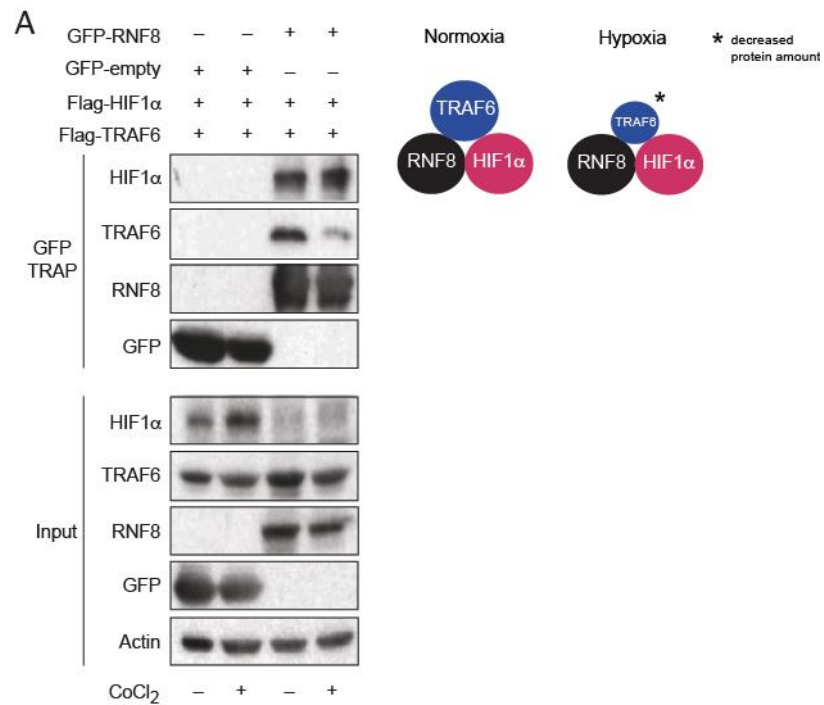 A
GFP-RNF8 – – + +
GFP-empty + + – –
Flag-HIF1α + + + +
Flag-TRAF6 + + + +
GFP TRAP
HIF1α
TRAF6
RNF8
GFP
Input
HIF1α
TRAF6
RNF8
GFP
Actin
CoCl2 – + – +
Normoxia
TRAF6
RNF8 HIF1α
Hypoxia
TRAF6 *
RNF8 HIF1α
* decreased
protein amount